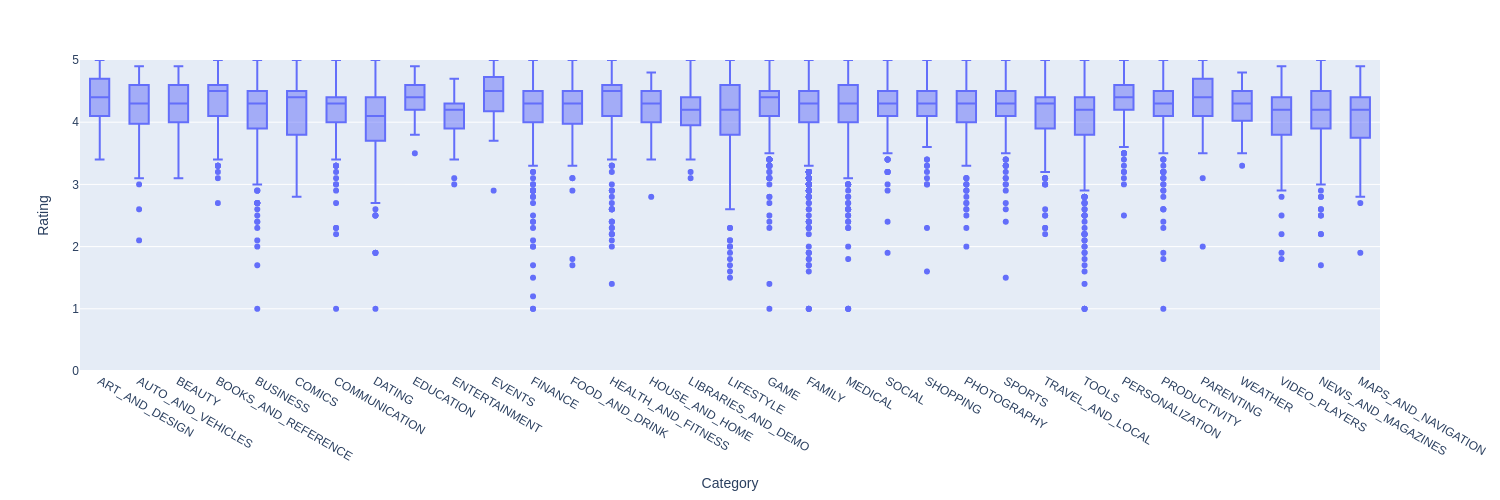 5
4
3
2
1
0
Rating
ART_AND_DESIGN
AUTO_AND_VEHICLES
BEAUTY
BOOKS_AND_REFERENCE
BUSINESS
COMICS
COMMUNICATION
DATING
EDUCATION
ENTERTAINMENT
EVENTS
FINANCE
FOOD_AND_DRINK
HEALTH_AND_FITNESS
HOUSE_AND_HOME
LIBRARIES_AND_DEMO
LIFESTYLE
GAME
FAMILY
MEDICAL
SOCIAL
SHOPPING
PHOTOGRAPHY
SPORTS
TRAVEL_AND_LOCAL
TOOLS
PERSONALIZATION
PRODUCTIVITY
PARENTING
WEATHER
VIDEO_PLAYERS
NEWS_AND_MAGAZINES
MAPS_AND_NAVIGATION
Category